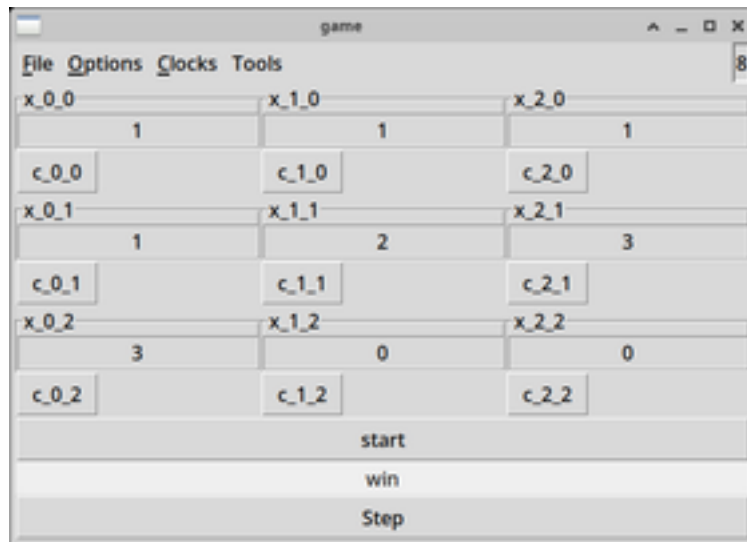 game
File Options Clocks Tools 8
x_0_0 x_1_0 x_2_0
1 1 1
c_0_0 c_1_0 c_2_0
x_0_1 x_1_1 x_2_1
1 2 3
c_0_1 c_1_1 c_2_1
x_0_2 x_1_2 x_2_2
3 0 0
c_0_2 c_1_2 c_2_2
start
win
Step